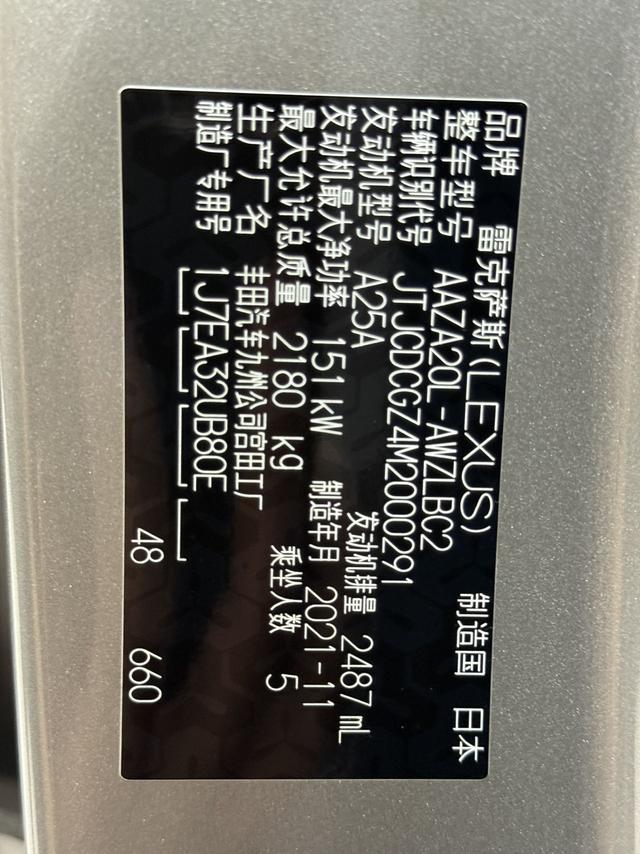 品牌 雷克萨斯(LEXUS) 制造国 日本
整车型号 AAZA20L-AWZLBC2
车辆识别代号 JTJCDCGZ4M2000291
发动机型号 A25A 发动机排量 2487 mL
发动机最大净功率 151 kW 制造年月 2021-11
最大允许总质量 2180 kg 乘坐人数 5
生产厂名 丰田汽车九州公司宫田工厂
制造厂专用号 1J7EA32UB80E
48 660